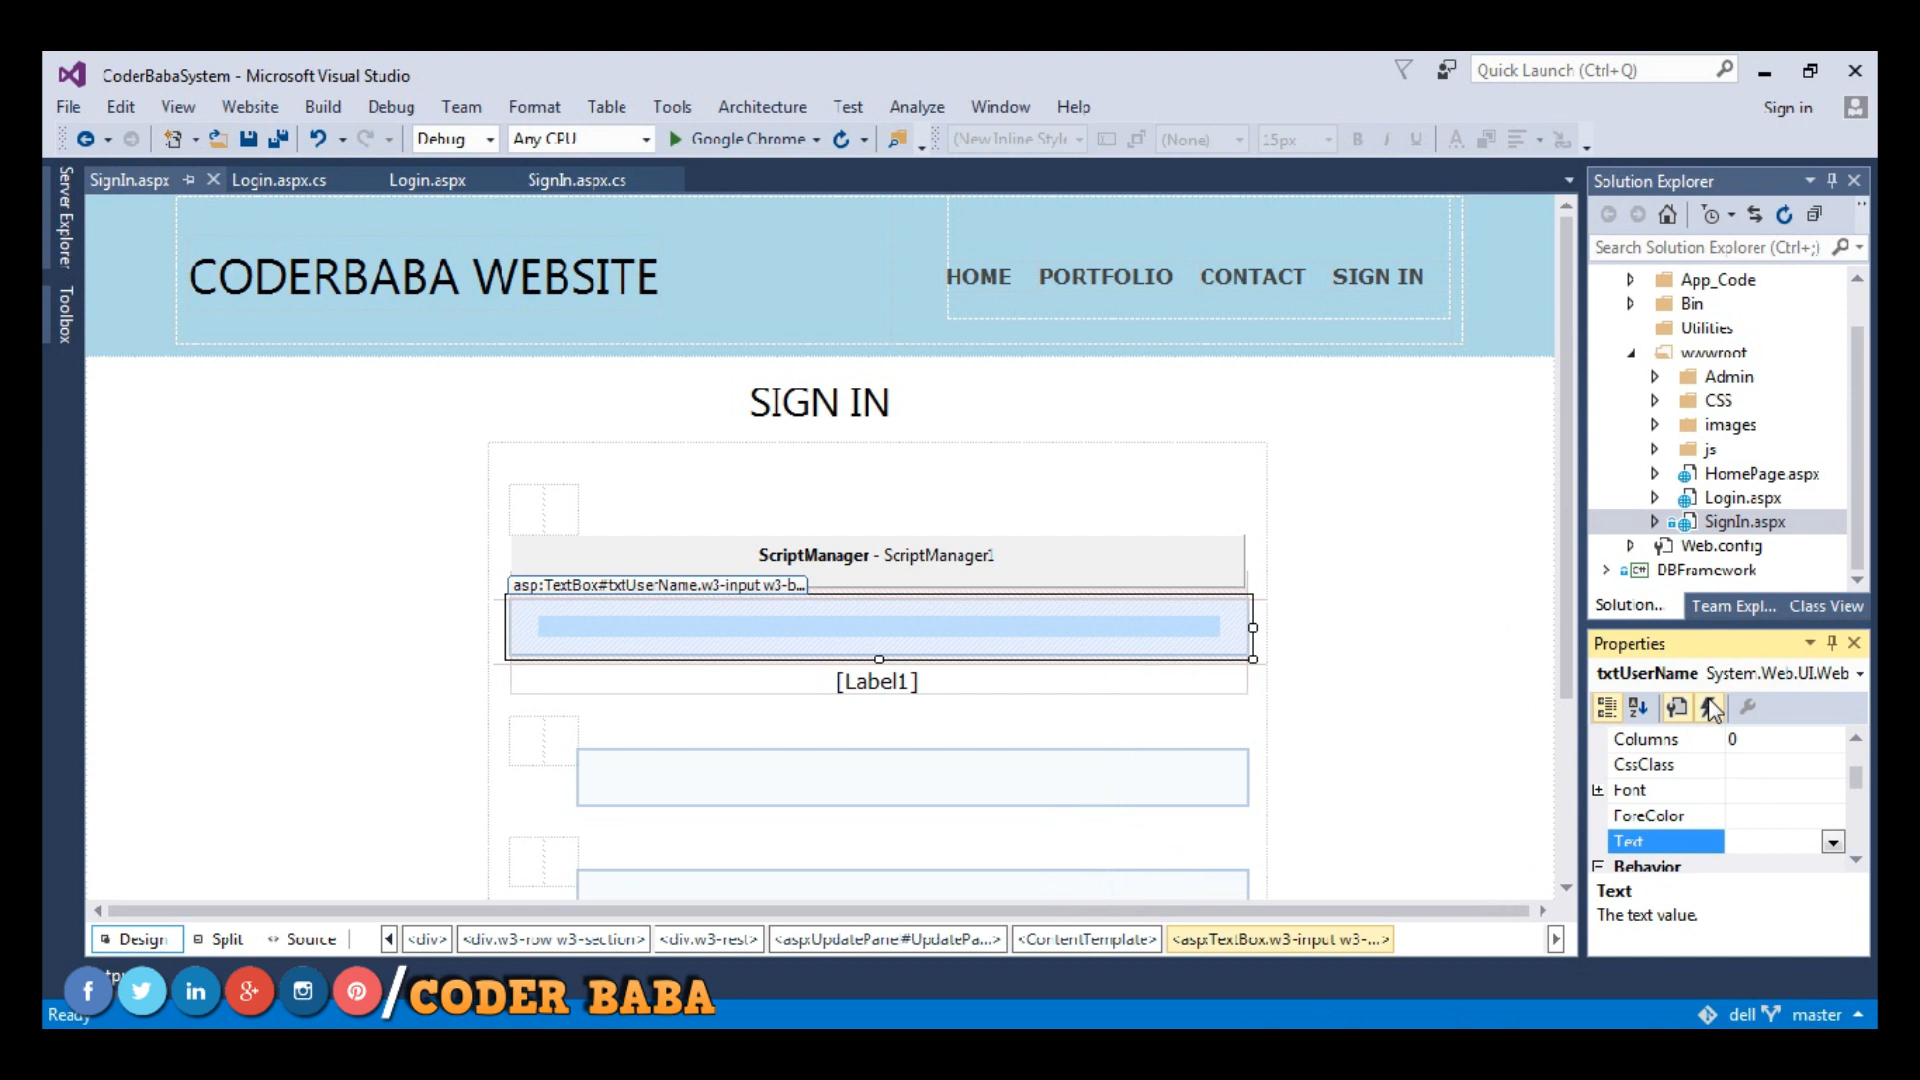 CoderBabaSystem - Microsoft Visual Studio
Quick Launch (Ctrl+Q)
File Edit View Website Build Debug Team Format Table Tools Architecture Test Analyze Window Help
Sign in
Debug Any CPU Google Chrome (New Inline Style (None) 15px B I U A
Server Explorer
Toolbox
SignIn.aspx Login.aspx.cs Login.aspx SignIn.aspx.cs
CODERBABA WEBSITE
HOME PORTFOLIO CONTACT SIGN IN
SIGN IN
ScriptManager - ScriptManager1
asp:TextBox#txtUserName.w3-input w3-b...
[Label1]
Solution Explorer
Search Solution Explorer (Ctrl+;)
App_Code
Bin
Utilities
wwwroot
Admin
CSS
images
js
HomePage.aspx
Login.aspx
SignIn.aspx
Web.config
C# DBFramework
Solution... Team Expl... Class View
Properties
txtUserName System.Web.UI.Web
Columns 0
CssClass
Font
ForeColor
Text
Behavior
Text
The text value.
Design Split Source
<div> <div.w3-row w3-section> <div.w3-rest> <asp:UpdatePanel#UpdatePa...> <ContentTemplate> <asp:TextBox.w3-input w3-...>
/CODER BABA
Ready
dell master